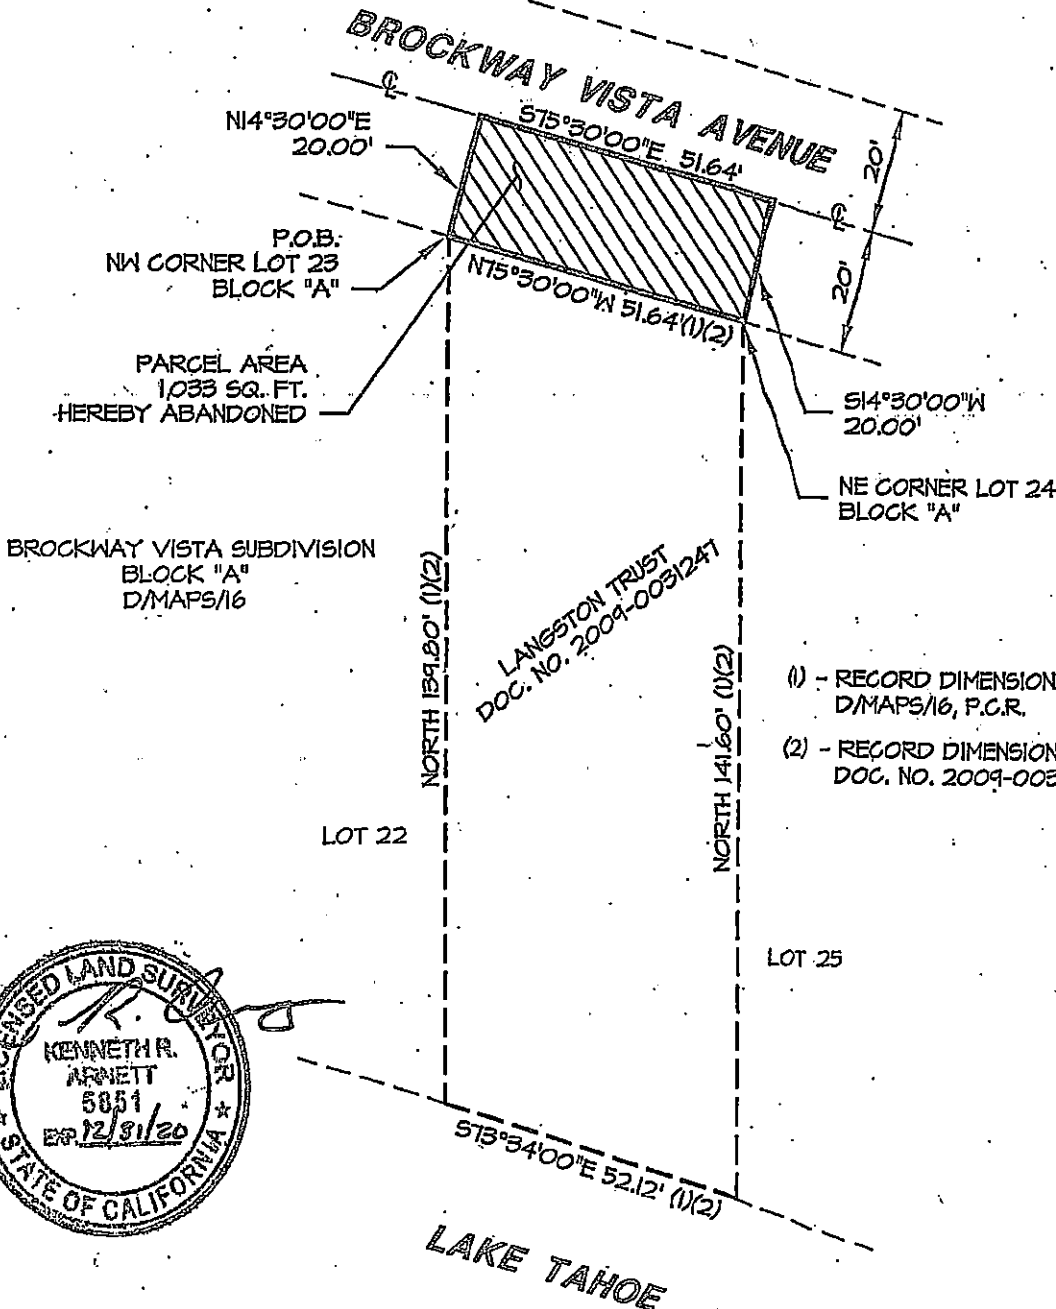 BROCKWAY VISTA AVENUE
℄
N14°30'00"E
20.00'
S75°30'00"E 51.64'
20'
℄
20'
P.O.B.
NW CORNER LOT 23
BLOCK "A"
N75°30'00"W 51.64'(1)(2)
PARCEL AREA
1,033 SQ. FT.
HEREBY ABANDONED
S14°30'00"W
20.00'
NE CORNER LOT 24
BLOCK "A"
BROCKWAY VISTA SUBDIVISION
BLOCK "A"
D/MAPS/16
NORTH 139.80' (1)(2)
LANGSTON TRUST
DOC. NO. 2009-0031247
NORTH 141.60' (1)(2)
(1) - RECORD DIMENSION
D/MAPS/16, P.C.R.
(2) - RECORD DIMENSION
DOC. NO. 2009-003
LOT 22
LOT 25
LICENSED LAND SURVEYOR
KENNETH R.
ARNETT
5851
EXP. 12/31/20
STATE OF CALIFORNIA
S73°34'00"E 52.12' (1)(2)
LAKE TAHOE